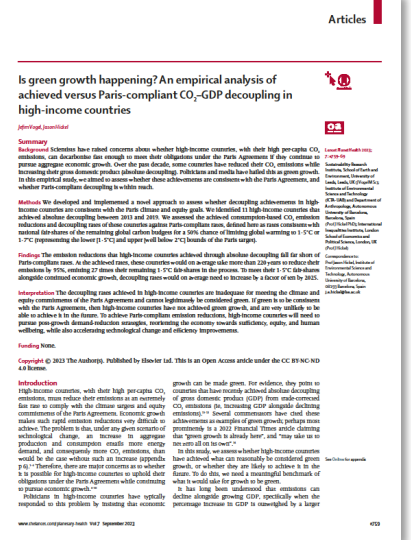 Articles
Is green growth happening? An empirical analysis of
achieved versus Paris-compliant CO₂–GDP decoupling in
high-income countries
Jefim Vogel, Jason Hickel
Summary
Background Scientists have raised concerns about whether high-income countries, with their high per-capita CO₂
emissions, can decarbonise fast enough to meet their obligations under the Paris Agreement if they continue to
pursue aggregate economic growth. Over the past decade, some countries have reduced their CO₂ emissions while
increasing their gross domestic product (absolute decoupling). Politicians and media have hailed this as green growth.
In this empirical study, we aimed to assess whether these achievements are consistent with the Paris Agreement, and
whether Paris-compliant decoupling is within reach.
Methods We developed and implemented a novel approach to assess whether decoupling achievements in high-
income countries are consistent with the Paris climate and equity goals. We identified 11 high-income countries that
achieved absolute decoupling between 2013 and 2019. We assessed the achieved consumption-based CO₂ emission
reductions and decoupling rates of these countries against Paris-compliant rates, defined here as rates consistent with
national fair-shares of the remaining global carbon budgets for a 50% chance of limiting global warming to 1·5°C or
1·7°C (representing the lower [1·5°C] and upper [well below 2°C] bounds of the Paris target).
Findings The emission reductions that high-income countries achieved through absolute decoupling fall far short of
Paris-compliant rates. At the achieved rates, these countries would on average take more than 220 years to reduce their
emissions by 95%, emitting 27 times their remaining 1·5°C fair-shares in the process. To meet their 1·5°C fair-shares
alongside continued economic growth, decoupling rates would on average need to increase by a factor of ten by 2025.
Interpretation The decoupling rates achieved in high-income countries are inadequate for meeting the climate and
equity commitments of the Paris Agreement and cannot legitimately be considered green. If green is to be consistent
with the Paris Agreement, then high-income countries have not achieved green growth, and are very unlikely to be
able to achieve it in the future. To achieve Paris-compliant emission reductions, high-income countries will need to
pursue post-growth demand-reduction strategies, reorienting the economy towards sufficiency, equity, and human
wellbeing, while also accelerating technological change and efficiency improvements.
Funding None.
Copyright © 2023 The Author(s). Published by Elsevier Ltd. This is an Open Access article under the CC BY-NC-ND
4.0 license.
Lancet Planet Health 2023;
7: e759–69
Sustainability Research
Institute, School of Earth and
Environment, University of
Leeds, Leeds, UK (J Vogel MSc);
Institute of Environmental
Science and Technology
(ICTA-UAB) and Department of
Anthropology, Autonomous
University of Barcelona,
Barcelona, Spain
(Prof J Hickel PhD); International
Inequalities Institute, London
School of Economics and
Political Science, London, UK
(Prof J Hickel)
Correspondence to:
Prof Jason Hickel, Institute of
Environmental Science and
Technology, Autonomous
University of Barcelona,
08193 Barcelona, Spain
Introduction
High-income countries, with their high per-capita CO₂
emissions, must reduce their emissions at an extremely
fast rate to comply with the climate targets and equity
commitments of the Paris Agreement. Economic growth
makes such rapid emission reductions very difficult to
achieve. The problem is that, under any given scenario of
technological change, an increase in aggregate
production and consumption entails more energy
demand, and consequently more CO₂ emissions, than
would be the case without such an increase (appendix
Therefore, there are major concerns as to whether
it is possible for high-income countries to uphold their
obligations under the Paris Agreement while continuing
to pursue economic growth.
Politicians in high-income countries have typically
responded to this problem by insisting that economic
growth can be made green. For evidence, they point to
countries that have recently achieved absolute decoupling
of gross domestic product (GDP) from trade-corrected
CO₂ emissions (ie, increasing GDP alongside declining
emissions). Several commentators have hailed these
achievements as examples of green growth; perhaps most
prominently is a 2022 Financial Times article claiming
that "green growth is already here", and "may take us to
net zero all on its own".
In this study, we assess whether high-income countries
have achieved what can reasonably be considered green
growth, or whether they are likely to achieve it in the
future. To do this, we need a meaningful benchmark of
what it would take for growth to be green.
It has long been understood that emissions can
decline alongside growing GDP, specifically when the
percentage increase in GDP is outweighed by a larger
See Online for appendix
www.thelancet.com/planetary-health Vol 7 September 2023
e759